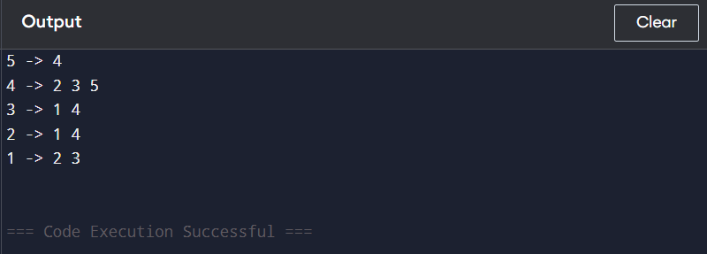 Output
Clear
5 -> 4
4 -> 2 3 5
3 -> 1 4
2 -> 1 4
1 -> 2 3
=== Code Execution Successful ===